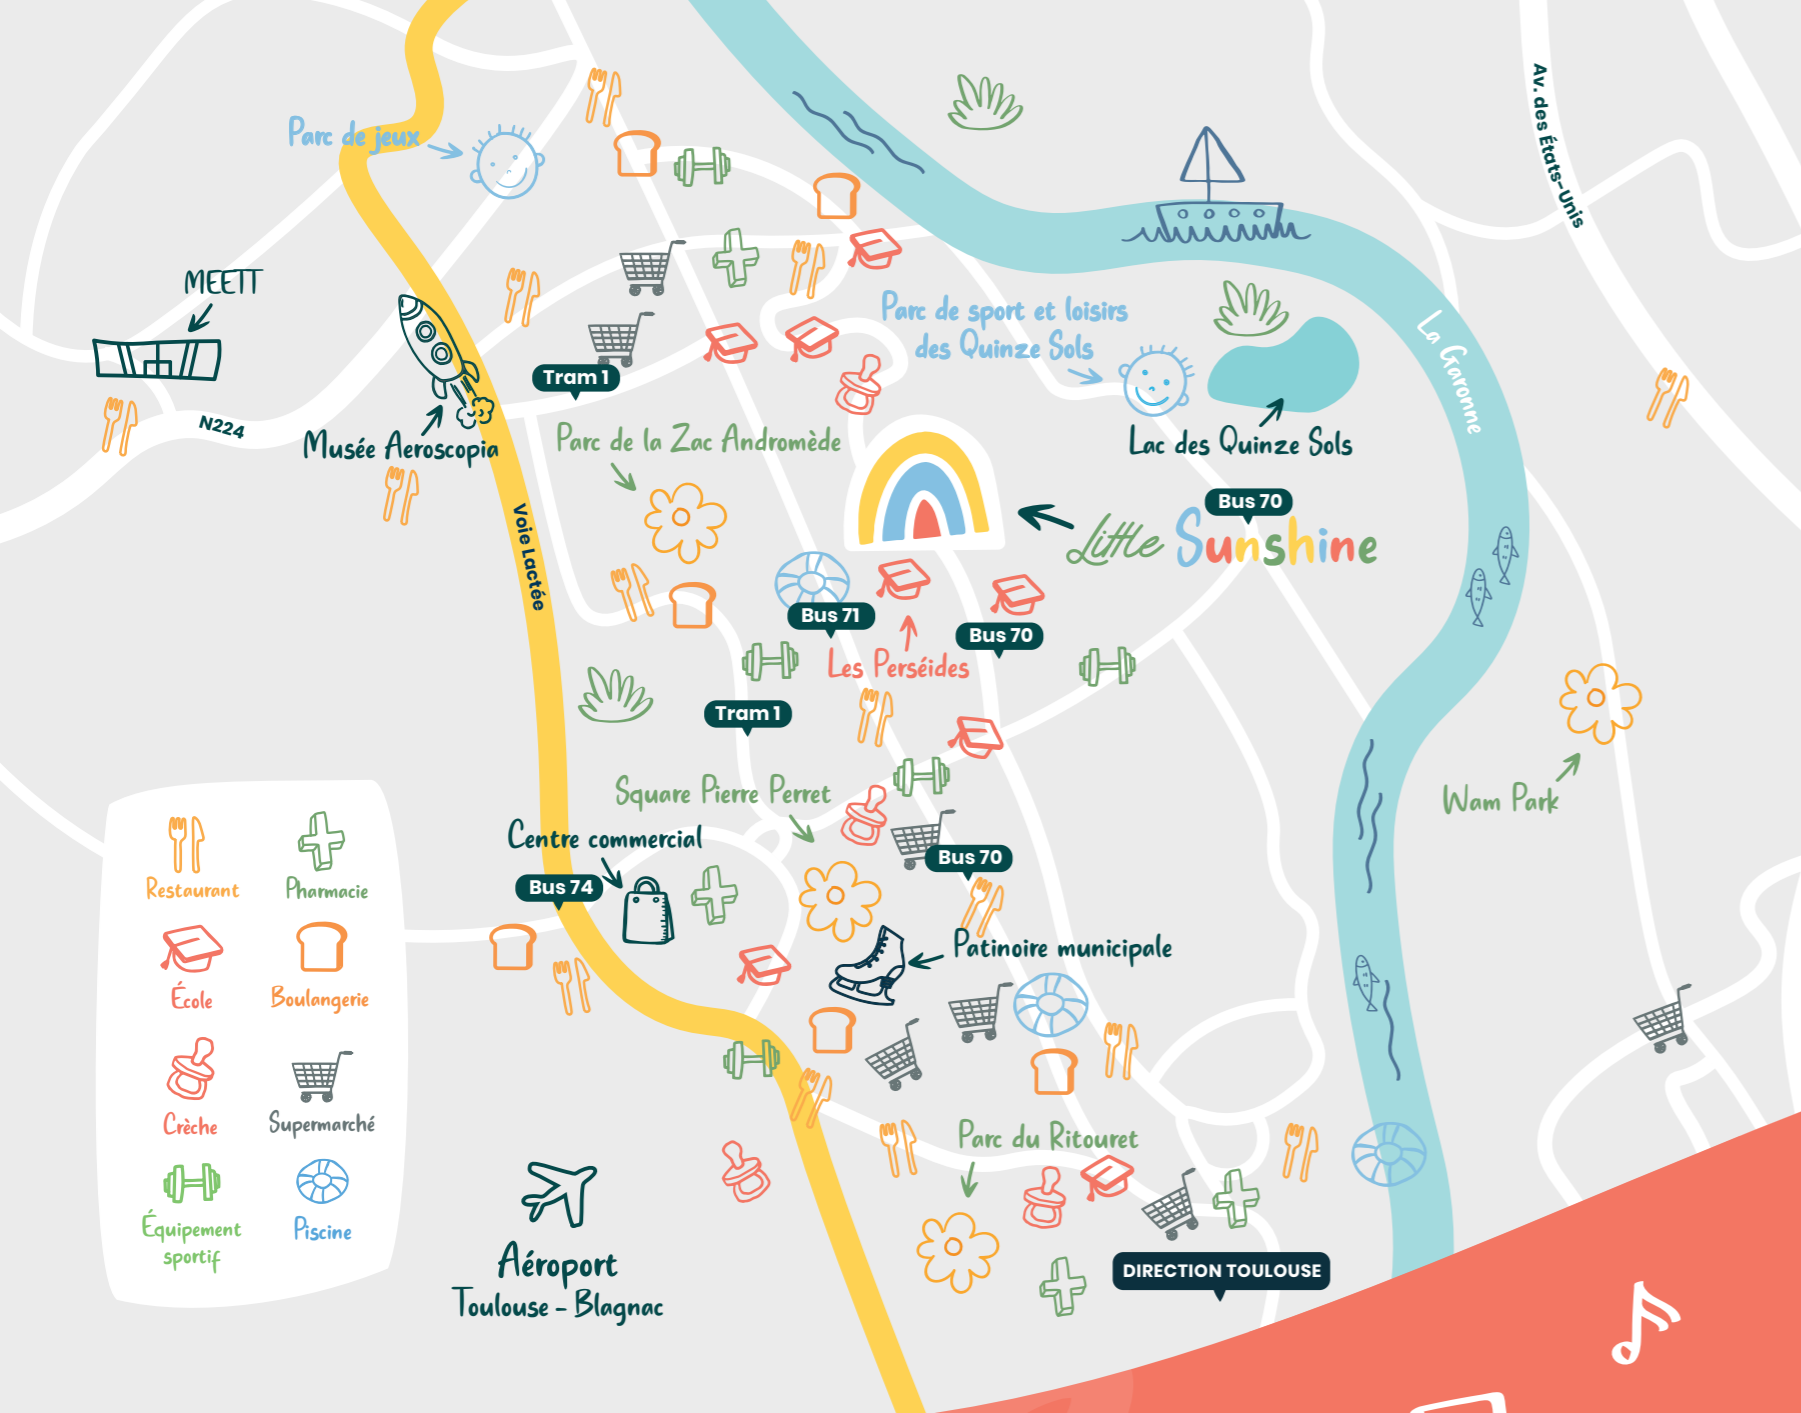 Av. des États-Unis
Parc de jeux
MEETT
Parc de sport et loisirs
des Quinze Sols
La Garonne
Tram 1
N224
Musée Aeroscopia
Parc de la Zac Andromède
Lac des Quinze Sols
Bus 70
Little Sunshine
Voie Lactée
Bus 71
Bus 70
Les Perséides
Tram 1
Square Pierre Perret
Wam Park
Centre commercial
Bus 70
Bus 74
Patinoire municipale
Restaurant
Pharmacie
École
Boulangerie
Crèche
Supermarché
Équipement
sportif
Piscine
Parc du Ritouret
Aéroport
Toulouse - Blagnac
DIRECTION TOULOUSE